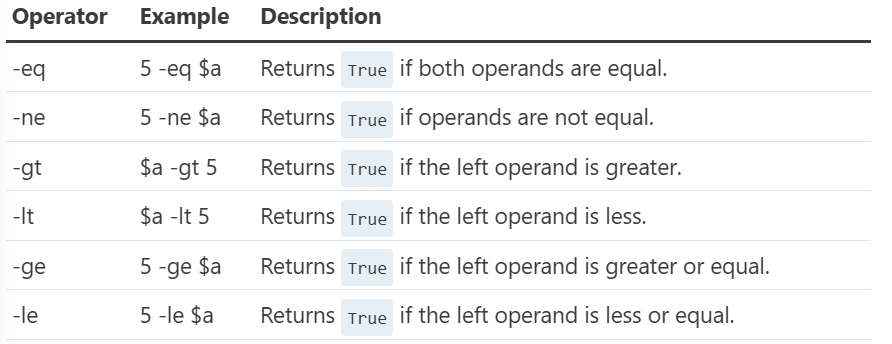 Operator Example Description
-eq 5 -eq $a Returns True if both operands are equal.
-ne 5 -ne $a Returns True if operands are not equal.
-gt $a -gt 5 Returns True if the left operand is greater.
-lt $a -lt 5 Returns True if the left operand is less.
-ge 5 -ge $a Returns True if the left operand is greater or equal.
-le 5 -le $a Returns True if the left operand is less or equal.